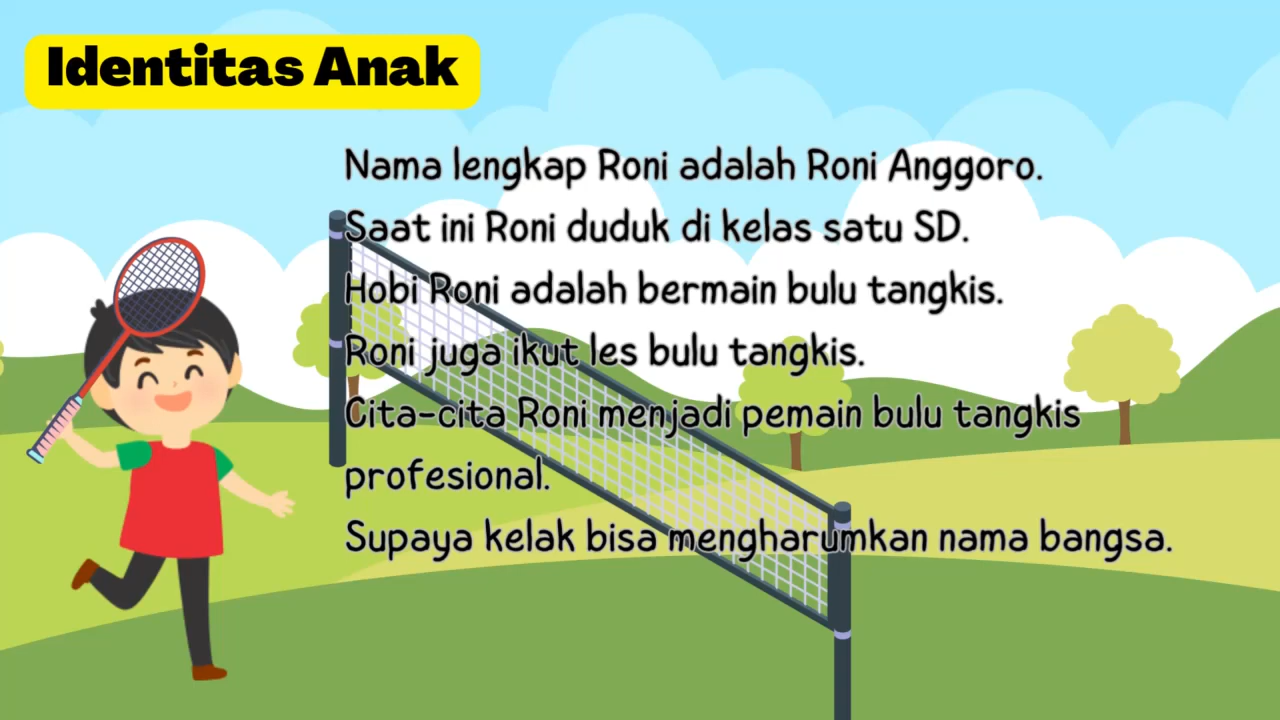 Identitas Anak
Nama lengkap Roni adalah Roni Anggoro.
Saat ini Roni duduk di kelas satu SD.
Hobi Roni adalah bermain bulu tangkis.
Roni juga ikut les bulu tangkis.
Cita-cita Roni menjadi pemain bulu tangkis
profesional.
Supaya kelak bisa mengharumkan nama bangsa.